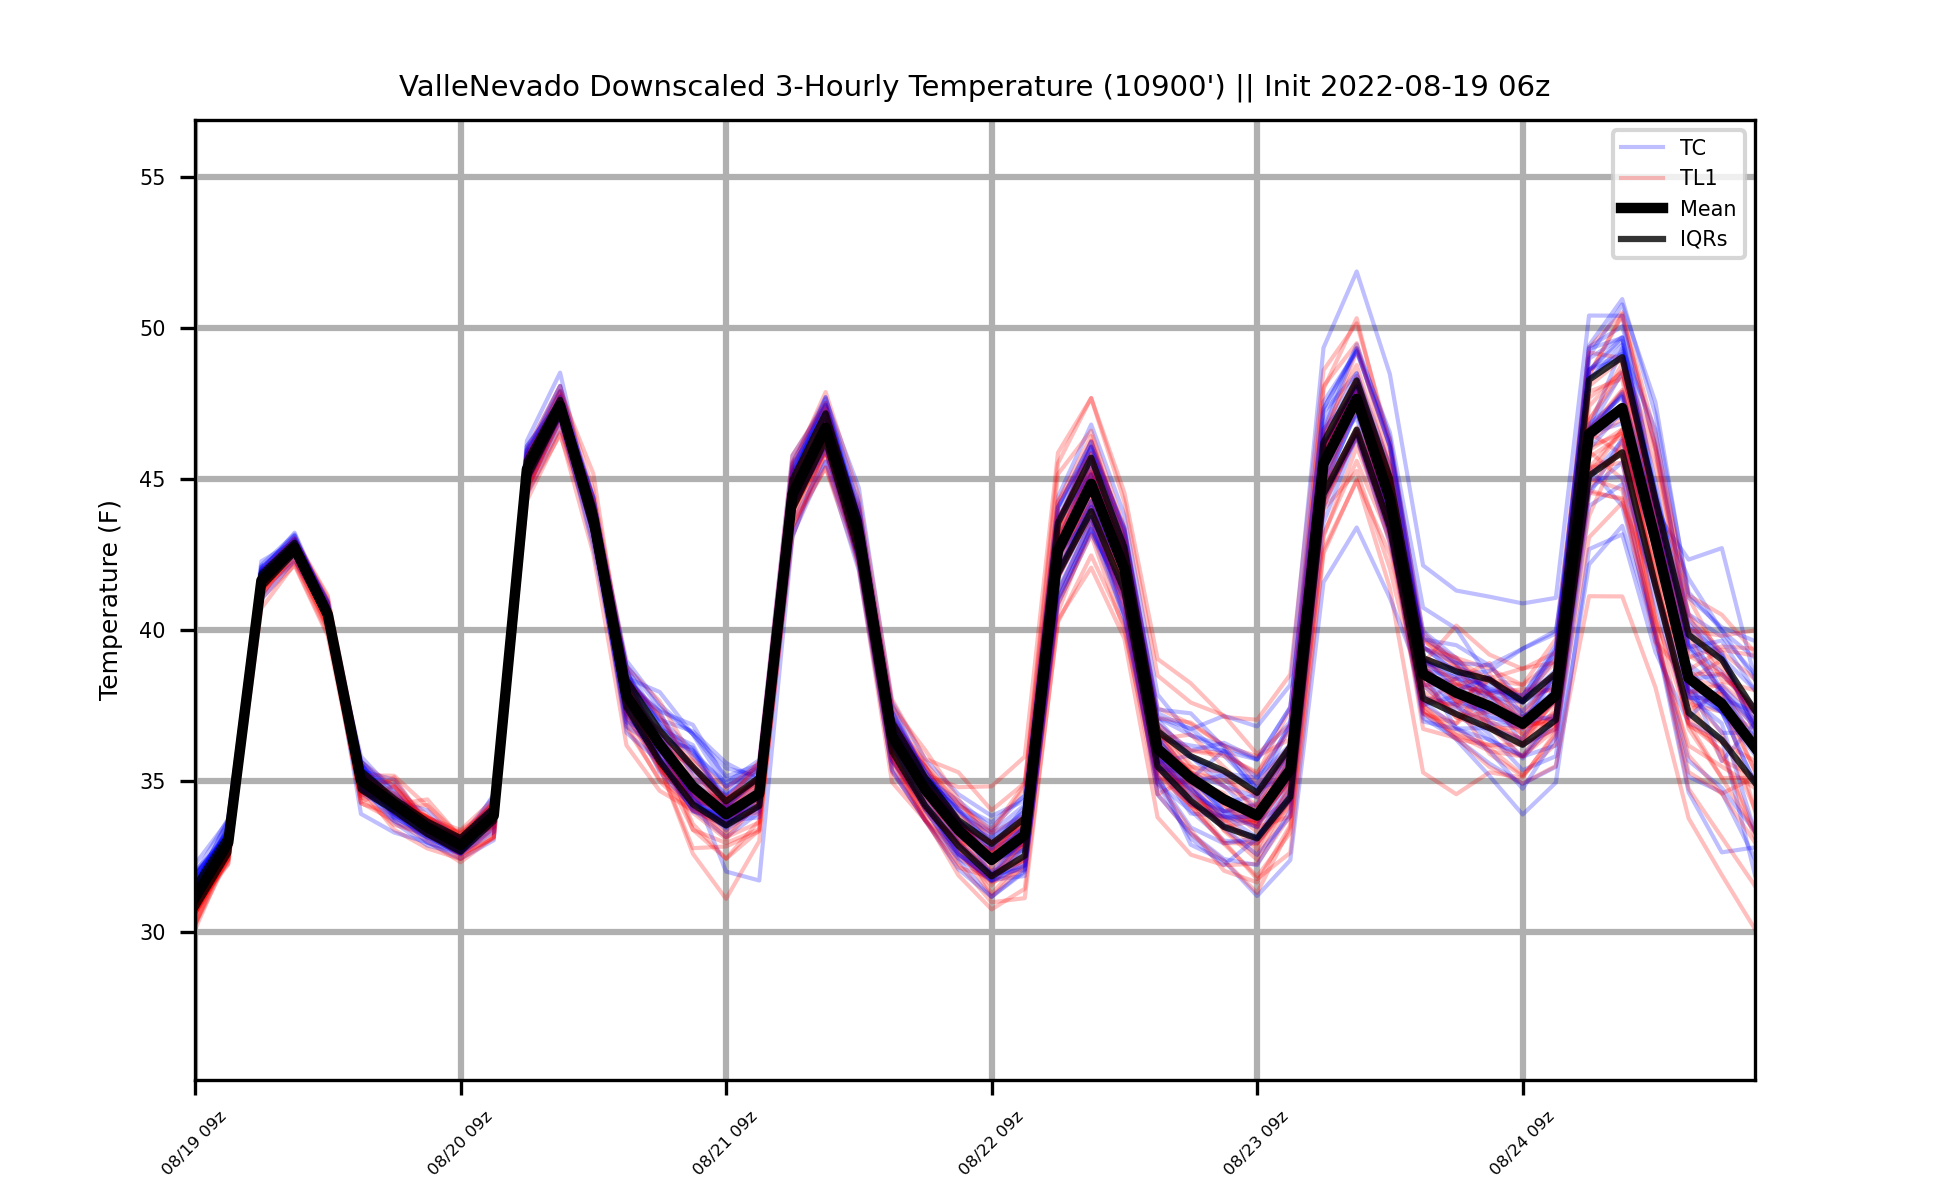 ValleNevado Downscaled 3-Hourly Temperature (10900') || Init 2022-08-19 06z
TC
TL1
Mean
IQRs
Temperature (F)
55
50
45
40
35
30
08/19 09z
08/20 09z
08/21 09z
08/22 09z
08/23 09z
08/24 09z